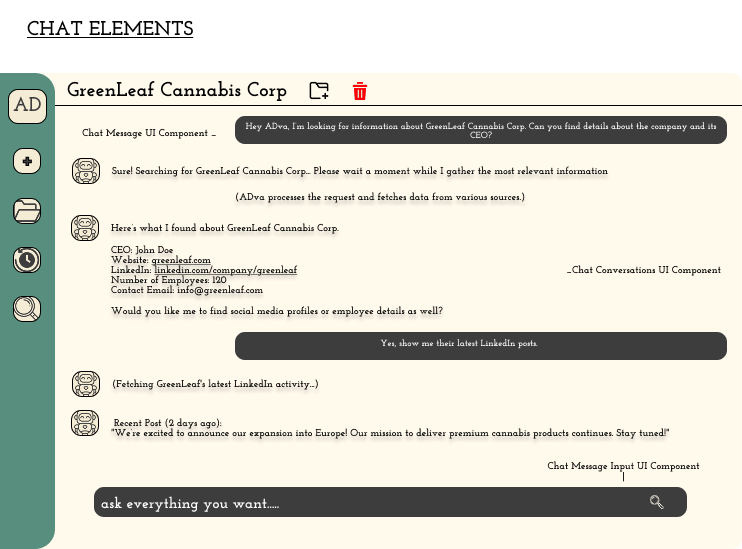 CHAT ELEMENTS
AD
GreenLeaf Cannabis Corp
Chat Message UI Component ...
Hey ADva, I'm looking for information about GreenLeaf Cannabis Corp. Can you find details about the company and its
CEO?
Sure! Searching for GreenLeaf Cannabis Corp... Please wait a moment while I gather the most relevant information
(ADva processes the request and fetches data from various sources.)
Here's what I found about GreenLeaf Cannabis Corp.
CEO: John Doe
Website: greenleaf.com
LinkedIn: linkedin.com/company/greenleaf
Number of Employees: 120
Contact Email: info@greenleaf.com
...Chat Conversations UI Component
Would you like me to find social media profiles or employee details as well?
Yes, show me their latest LinkedIn posts.
(Fetching GreenLeaf's latest LinkedIn activity...)
Recent Post (2 days ago):
"We're excited to announce our expansion into Europe! Our mission to deliver premium cannabis products continues. Stay tuned!"
Chat Message Input UI Component
ask everything you want.....